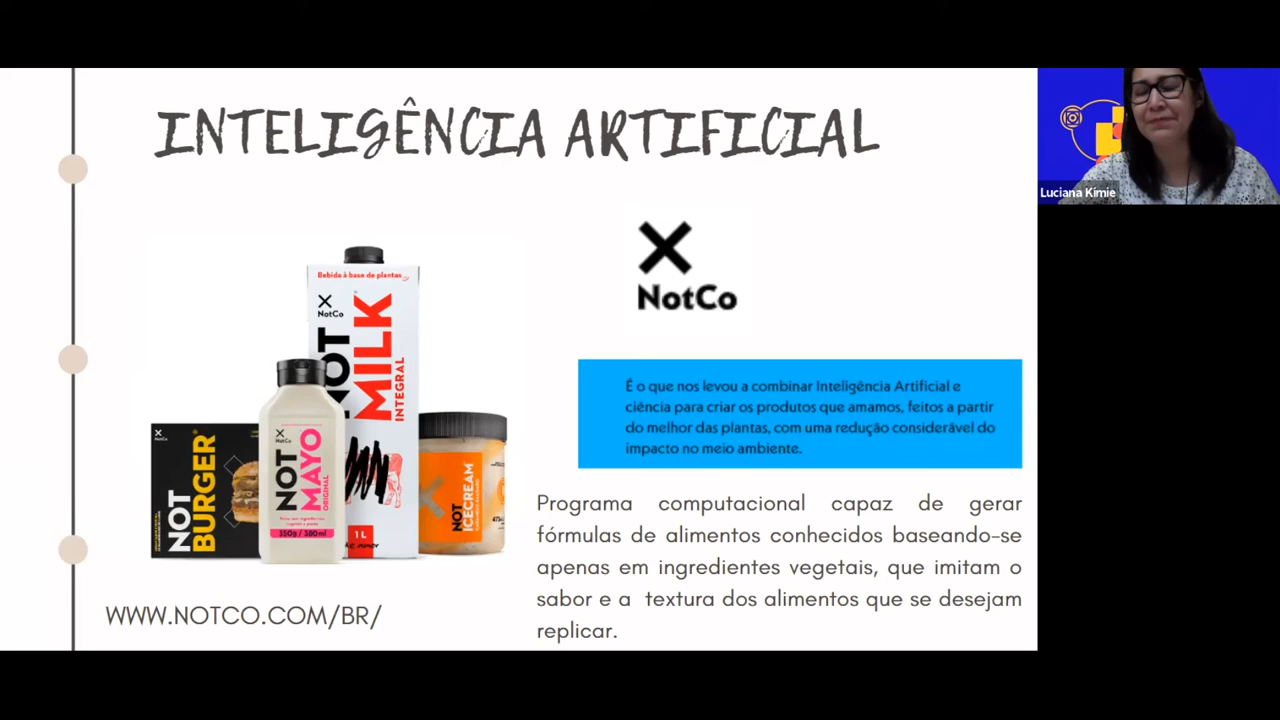 INTELIGÊNCIA ARTIFICIAL
Luciana Kimie
NotCo
Bebida à base de plantas
NotCo
NOT
MILK
INTEGRAL
1 L
NotCo
NOT
BURGER
NotCo
NOT
MAYO
ORIGINAL
350g / 380ml
NOT
ICECREAM
É o que nos levou a combinar Inteligência Artificial e
ciência para criar os produtos que amamos, feitos a partir
do melhor das plantas, com uma redução considerável do
impacto no meio ambiente.
Programa computacional capaz de gerar
fórmulas de alimentos conhecidos baseando-se
apenas em ingredientes vegetais, que imitam o
sabor e a textura dos alimentos que se desejam
replicar.
WWW.NOTCO.COM/BR/